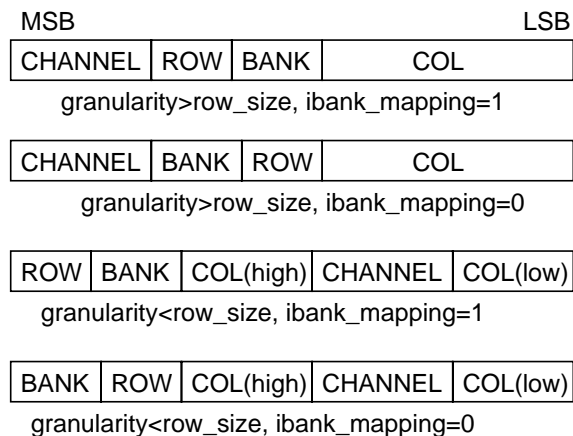 MSB LSB
CHANNEL ROW BANK COL
granularity>row_size, ibank_mapping=1
CHANNEL BANK ROW COL
granularity>row_size, ibank_mapping=0
ROW BANK COL(high) CHANNEL COL(low)
granularity<row_size, ibank_mapping=1
BANK ROW COL(high) CHANNEL COL(low)
granularity<row_size, ibank_mapping=0